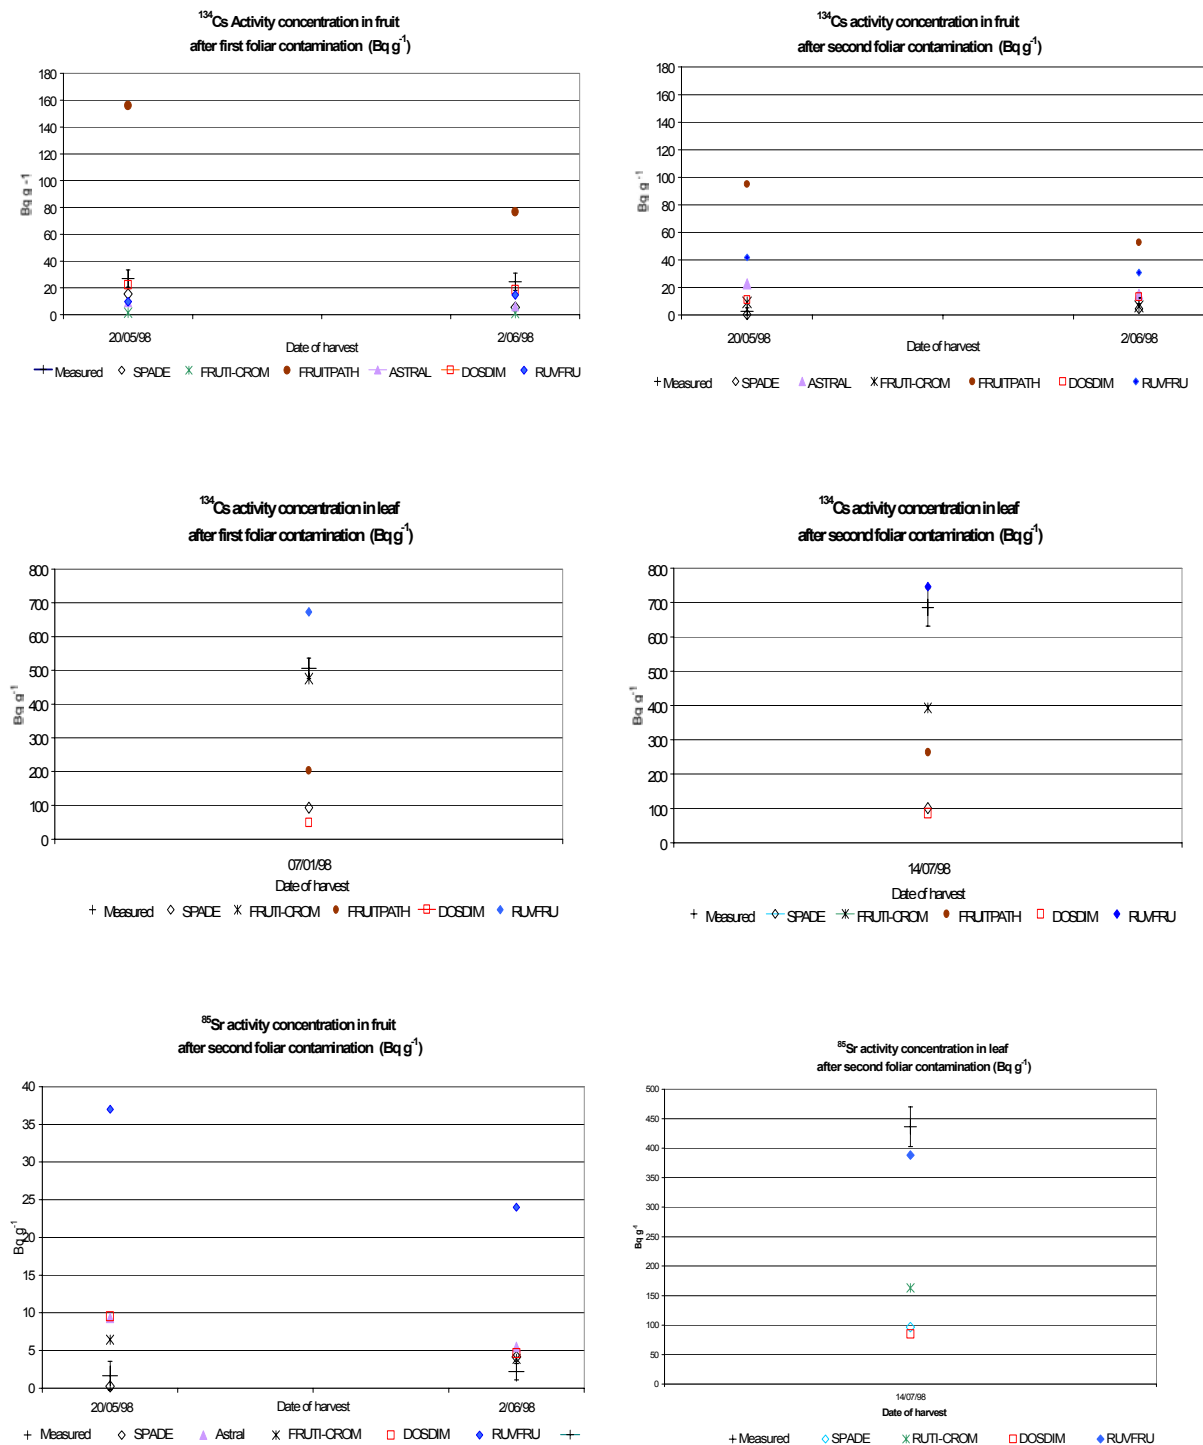 134Cs Activity concentration in fruit
after first foliar contamination (Bq g-1)
180
160
140
120
100
80
60
40
20
0
Bq g -1
20/05/98
2/06/98
Date of harvest
Measured SPADE FRUTI-CROM FRUITPATH ASTRAL DOSDIM RUVFRU
134Cs activity concentration in fruit
after second foliar contamination (Bq g-1)
180
160
140
120
100
80
60
40
20
0
Bq g -1
20/05/98
2/06/98
Date of harvest
Measured SPADE ASTRAL FRUTI-CROM FRUITPATH DOSDIM RUVFRU
134Cs activity concentration in leaf
after first foliar contamination (Bq g-1)
800
700
600
500
400
300
200
100
0
Bq g-1
07/01/98
Date of harvest
Measured SPADE FRUTI-CROM FRUITPATH DOSDIM RUVFRU
134Cs activity concentration in leaf
after second foliar contamination (Bq g-1)
800
700
600
500
400
300
200
100
0
Bq g-1
14/07/98
Date of harvest
Measured SPADE FRUTI-CROM FRUITPATH DOSDIM RUVFRU
85Sr activity concentration in fruit
after second foliar contamination (Bq g-1)
40
35
30
25
20
15
10
5
0
Bq g-1
20/05/98
2/06/98
Date of harvest
Measured SPADE Astral FRUTI-CROM DOSDIM RUVFRU
85Sr activity concentration in leaf
after second foliar contamination (Bq g-1)
500
450
400
350
300
250
200
150
100
50
0
Bq g-1
14/07/98
Date of harvest
Measured SPADE RUTI-CROM DOSDIM RUVFRU